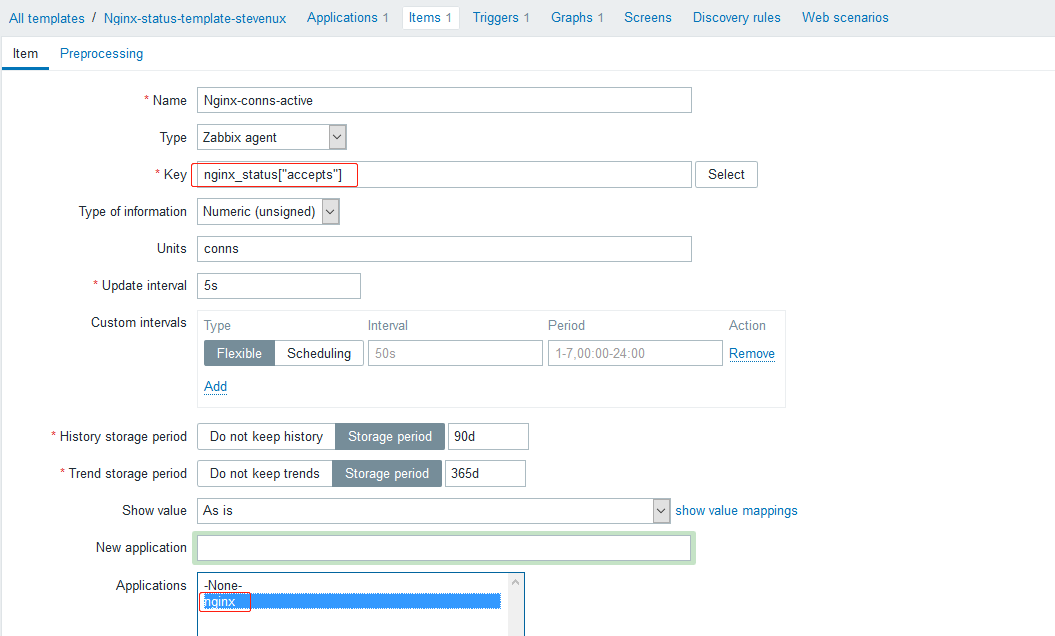 All templates / Nginx-status-template-stevenux Applications 1 Items 1 Triggers 1 Graphs 1 Screens Discovery rules Web scenarios
Item Preprocessing
* Name Nginx-conns-active
Type Zabbix agent
* Key nginx_status["accepts"] Select
Type of information Numeric (unsigned)
Units conns
* Update interval 5s
Custom intervals Type Interval Period Action
Flexible Scheduling 50s 1-7,00:00-24:00 Remove
Add
* History storage period Do not keep history Storage period 90d
* Trend storage period Do not keep trends Storage period 365d
Show value As is show value mappings
New application
Applications -None-
nginx